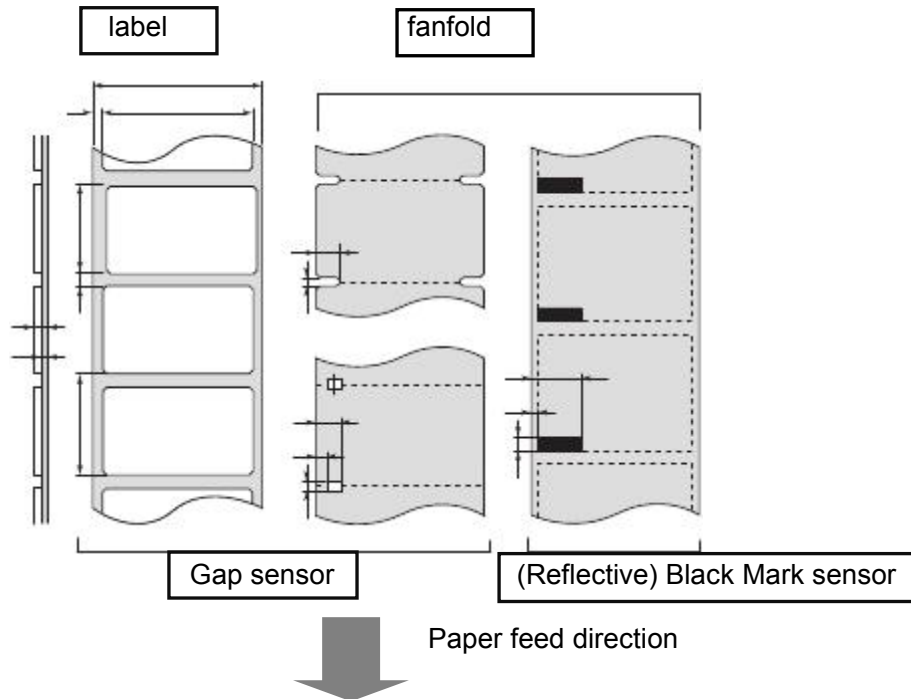 label
fanfold
Gap sensor
(Reflective) Black Mark sensor
Paper feed direction